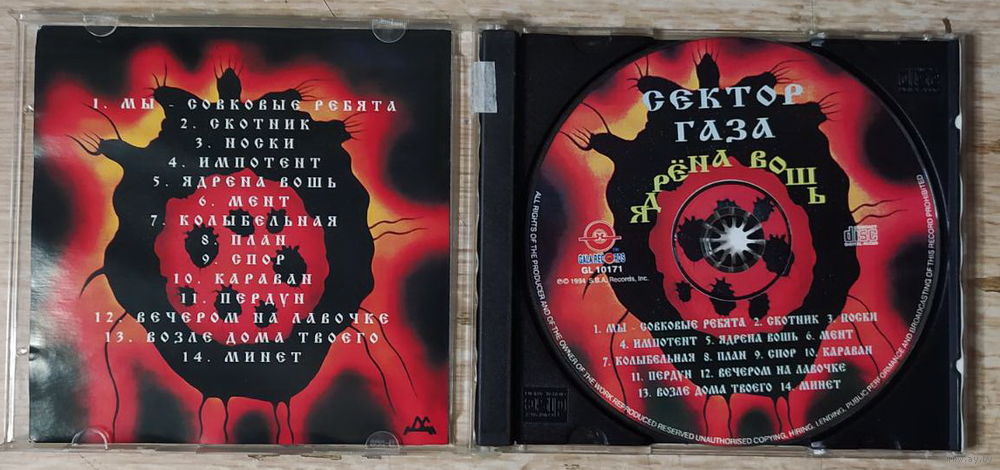 1. МЫ - СОВКОВЫЕ РЕБЯТА
2. СКОТНИК
3. НОСКИ
4. ИМПОТЕНТ
5. ЯДРЕНА ВОШЬ
6. МЕНТ
7. КОЛЫБЕЛЬНАЯ
8. ПЛАН
9. СПОР
10. КАРАВАН
11. ПЕРДУН
12. ВЕЧЕРОМ НА ЛАВОЧКЕ
13. ВОЗЛЕ ДОМА ТВОЕГО
14. МИНЕТ
СЕКТОР
ГАЗА
ЯДРЁНА ВОШЬ
GALA RECORDS
GL 10171
℗© 1994 S.B.A. Records, Inc.
COMPACT
disc
DIGITAL AUDIO
1. МЫ - СОВКОВЫЕ РЕБЯТА 2. СКОТНИК 3. НОСКИ
4. ИМПОТЕНТ 5. ЯДРЕНА ВОШЬ 6. МЕНТ
7. КОЛЫБЕЛЬНАЯ 8. ПЛАН 9. СПОР 10. КАРАВАН
11. ПЕРДУН 12. ВЕЧЕРОМ НА ЛАВОЧКЕ
13. ВОЗЛЕ ДОМА ТВОЕГО 14. МИНЕТ
ALL RIGHTS OF THE PRODUCER AND OF THE OWNER OF THE WORK REPRODUCED RESERVED UNAUTHORISED COPYING, HIRING, LENDING, PUBLIC PERFORMANCE AND BROADCASTING OF THIS RECORD PROHIBITED